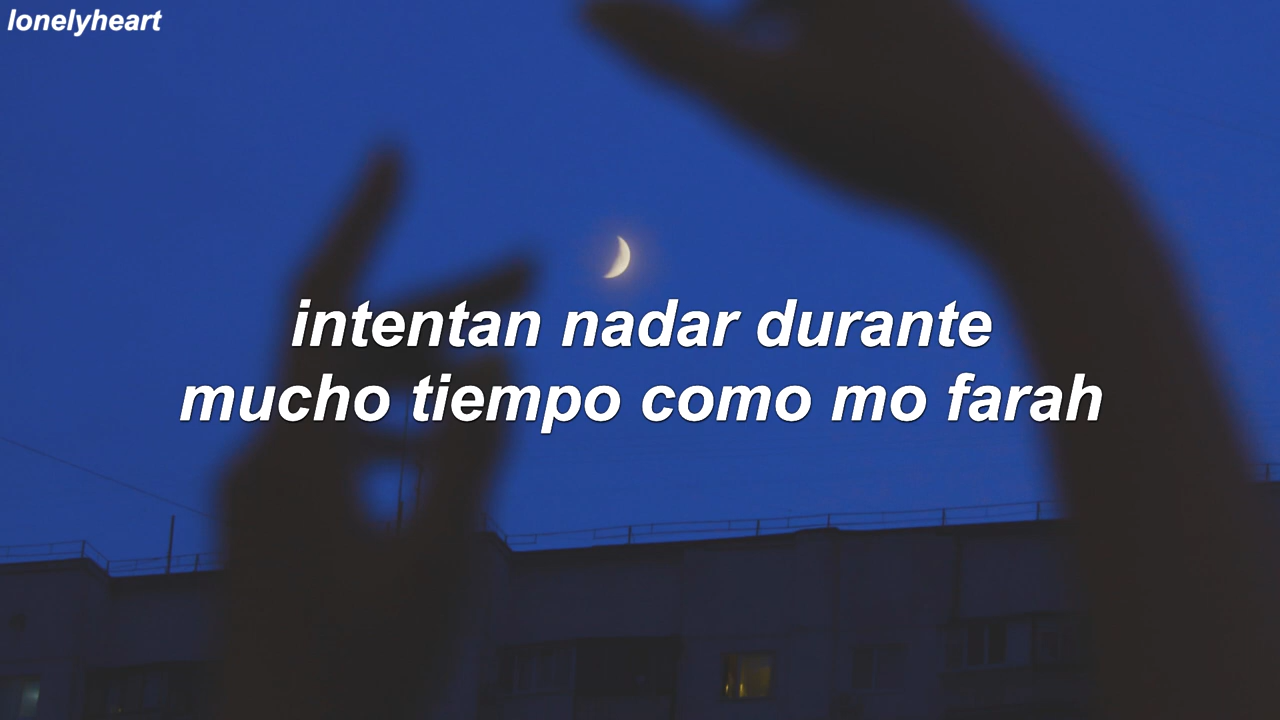 lonelyheart
intentan nadar durante
mucho tiempo como mo farah